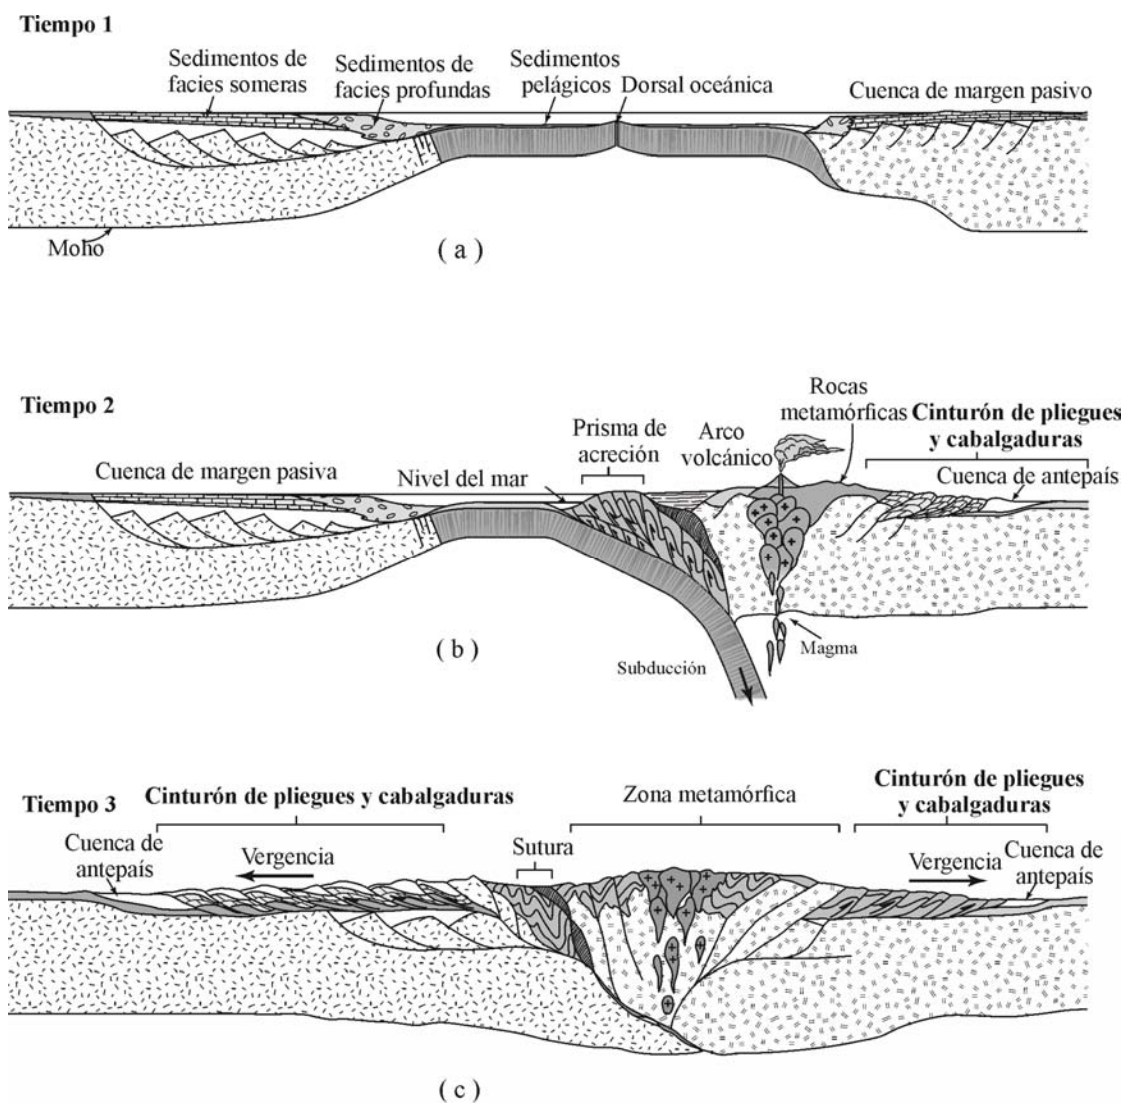 Tiempo 1
Sedimentos de
facies someras
Sedimentos de
facies profundas
Sedimentos
pelágicos
Dorsal oceánica
Cuenca de margen pasivo
Moho
( a )
Tiempo 2
Cuenca de margen pasiva
Nivel del mar
Prisma de
acreción
Arco
volcánico
Rocas
metamórficas
Cinturón de pliegues
y cabalgaduras
Cuenca de antepaís
Magma
Subducción
( b )
Tiempo 3
Cinturón de pliegues y cabalgaduras
Zona metamórfica
Cinturón de pliegues
y cabalgaduras
Cuenca de
antepaís
Vergencia
Sutura
Vergencia
Cuenca de
antepaís
( c )